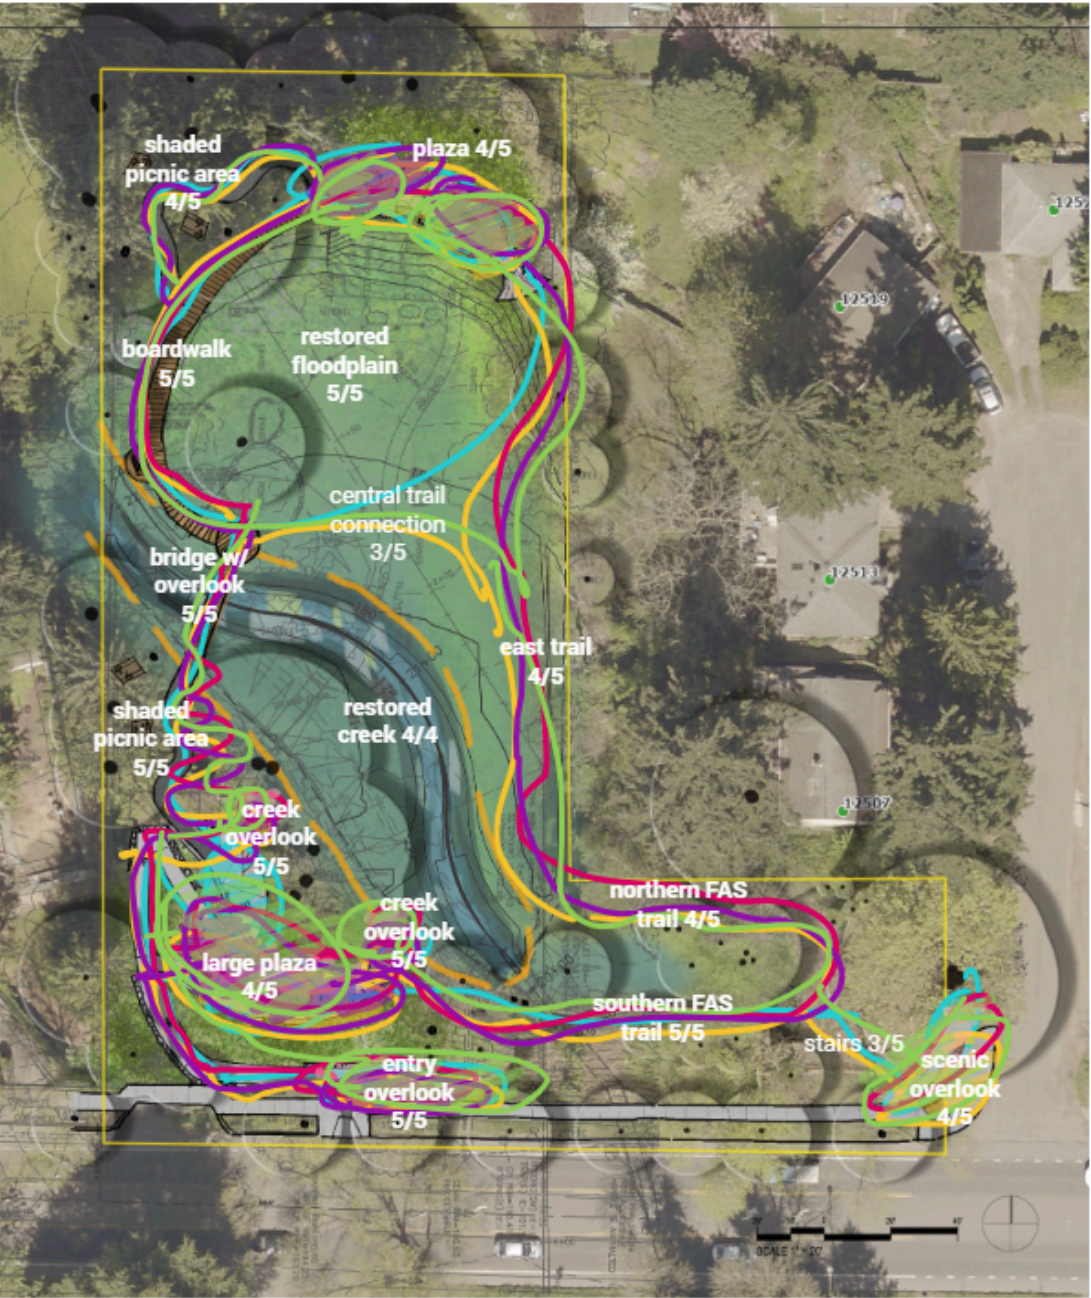 shaded
picnic area
4/5
plaza 4/5
12519
boardwalk
5/5
restored
floodplain
5/5
central trail
connection
3/5
bridge w/
overlook
5/5
12513
east trail
4/5
shaded
picnic area
5/5
restored
creek 4/4
12507
creek
overlook
5/5
creek
overlook
5/5
northern FAS
trail 4/5
large plaza
4/5
southern FAS
trail 5/5
stairs 3/5
scenic
overlook
4/5
entry
overlook
5/5
SCALE 1" = 20'